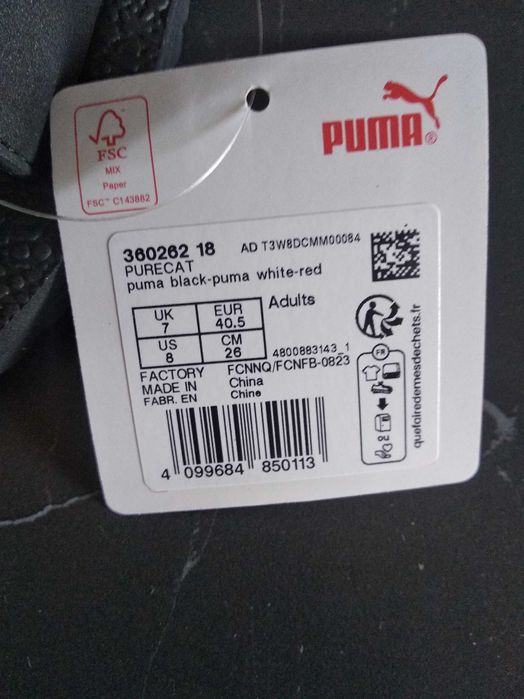 FSC
MIX
Paper
FSC™ C143882
PUMA®
360262 18 AD T3W8DCMM00084
PURECAT
puma black-puma white-red
UK EUR Adults
7 40.5
US CM
8 26 4800883143_1
FACTORY FCNNQ/FCNFB-0823
MADE IN China
FABR. EN Chine
4 099684 850113
FR
quefairedemesdechets.fr